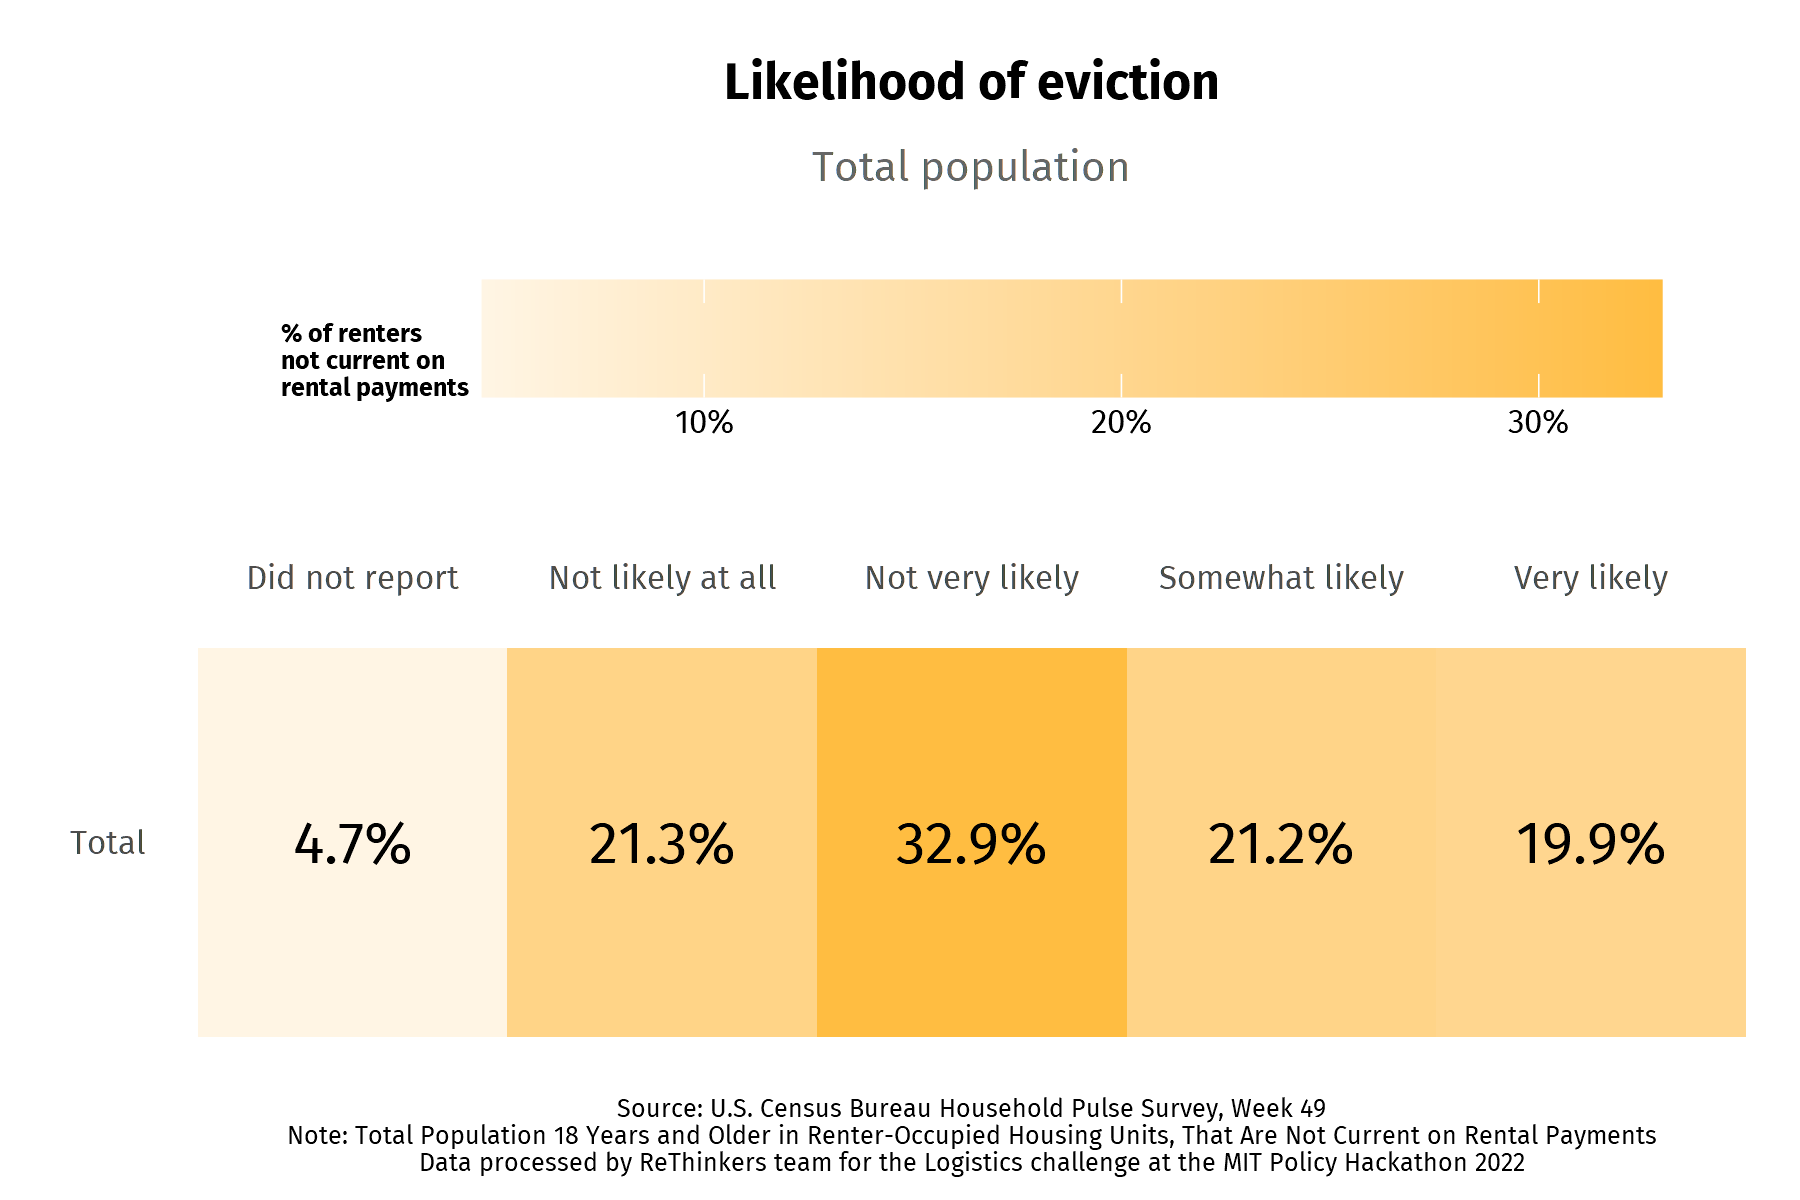 Likelihood of eviction
Total population
% of renters
not current on
rental payments
10% 20% 30%
Did not report Not likely at all Not very likely Somewhat likely Very likely
Total 4.7% 21.3% 32.9% 21.2% 19.9%
Source: U.S. Census Bureau Household Pulse Survey, Week 49
Note: Total Population 18 Years and Older in Renter-Occupied Housing Units, That Are Not Current on Rental Payments
Data processed by ReThinkers team for the Logistics challenge at the MIT Policy Hackathon 2022